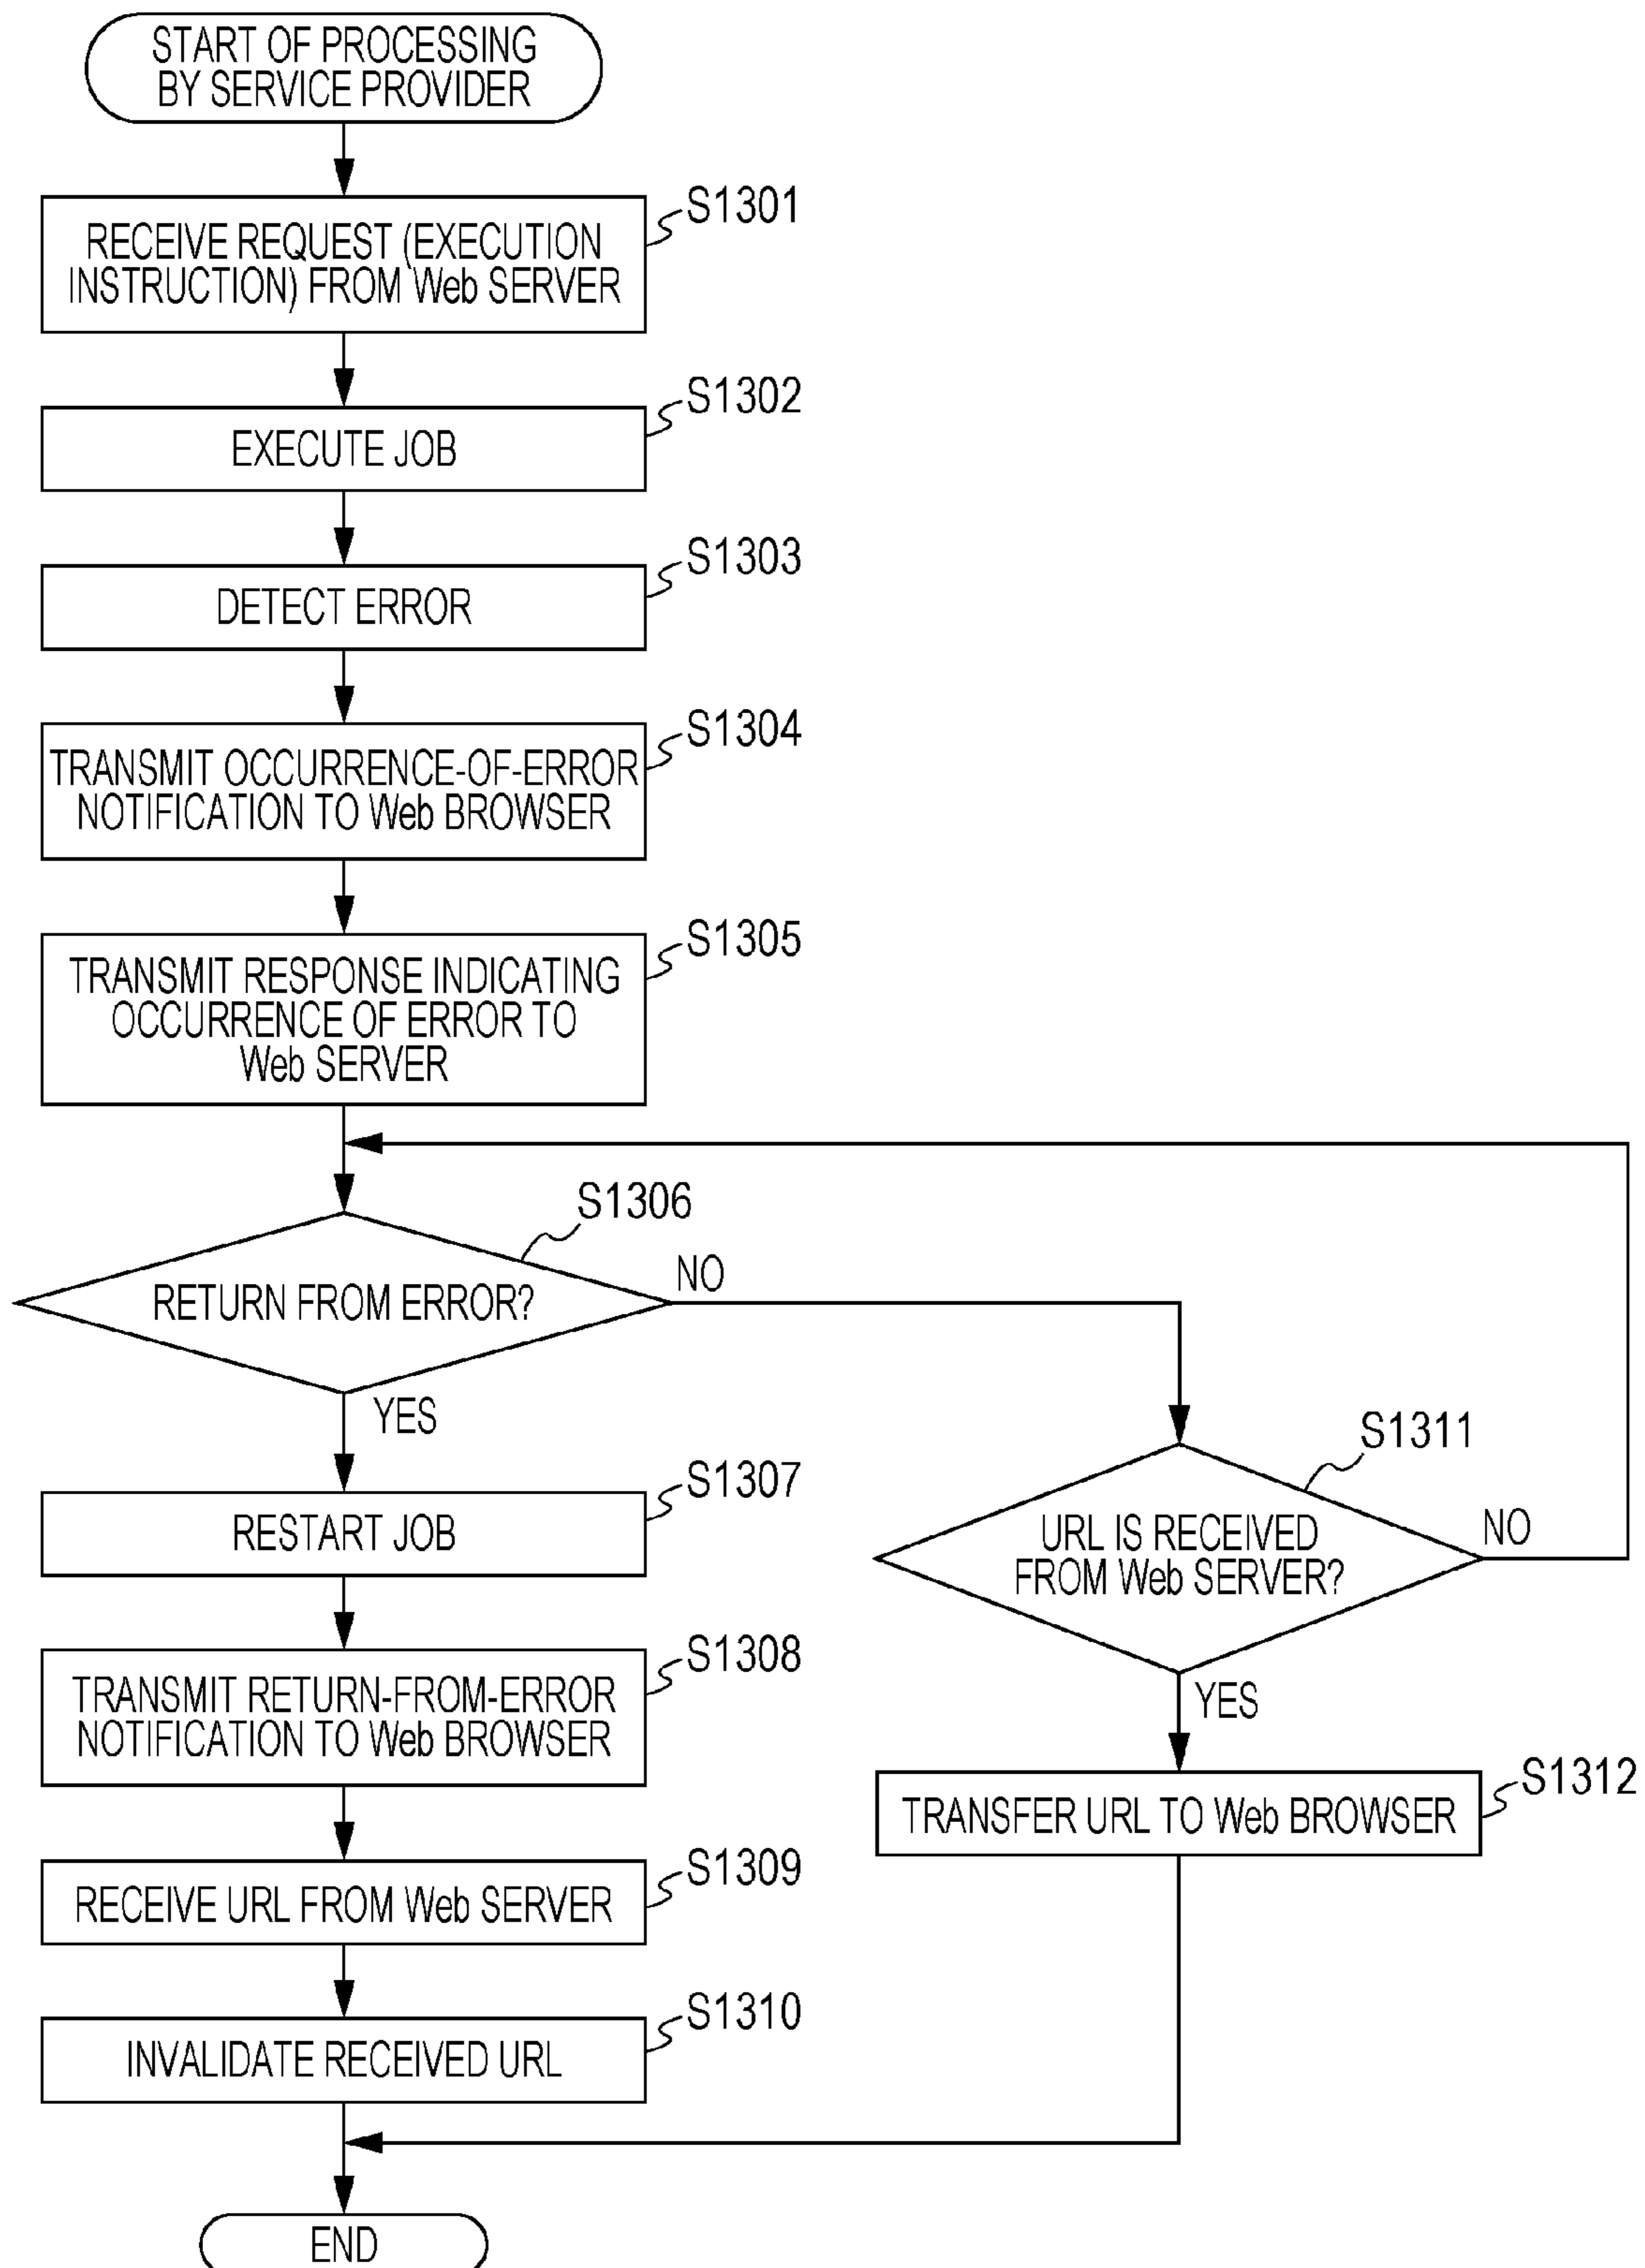 START OF PROCESSING
BY SERVICE PROVIDER
S1301
RECEIVE REQUEST (EXECUTION
INSTRUCTION) FROM Web SERVER
S1302
EXECUTE JOB
S1303
DETECT ERROR
S1304
TRANSMIT OCCURRENCE-OF-ERROR
NOTIFICATION TO Web BROWSER
S1305
TRANSMIT RESPONSE INDICATING
OCCURRENCE OF ERROR TO
Web SERVER
S1306
RETURN FROM ERROR?
NO
YES
S1307
RESTART JOB
S1308
TRANSMIT RETURN-FROM-ERROR
NOTIFICATION TO Web BROWSER
S1309
RECEIVE URL FROM Web SERVER
S1310
INVALIDATE RECEIVED URL
S1311
URL IS RECEIVED
FROM Web SERVER?
NO
YES
S1312
TRANSFER URL TO Web BROWSER
END